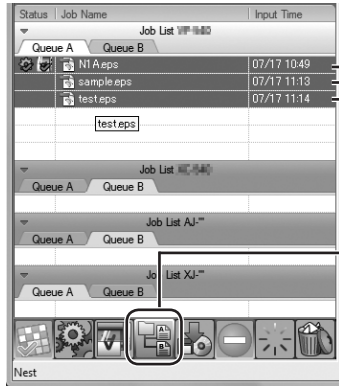 Status Job Name Input Time
Job List
Queue A Queue B
N1A.eps 07/17 10:49
sample.eps 07/17 11:13
test.eps 07/17 11:14
test.eps
Job List
Queue A Queue B
Job List AJ-**
Queue A Queue B
Job List XJ-**
Queue A Queue B
Nest